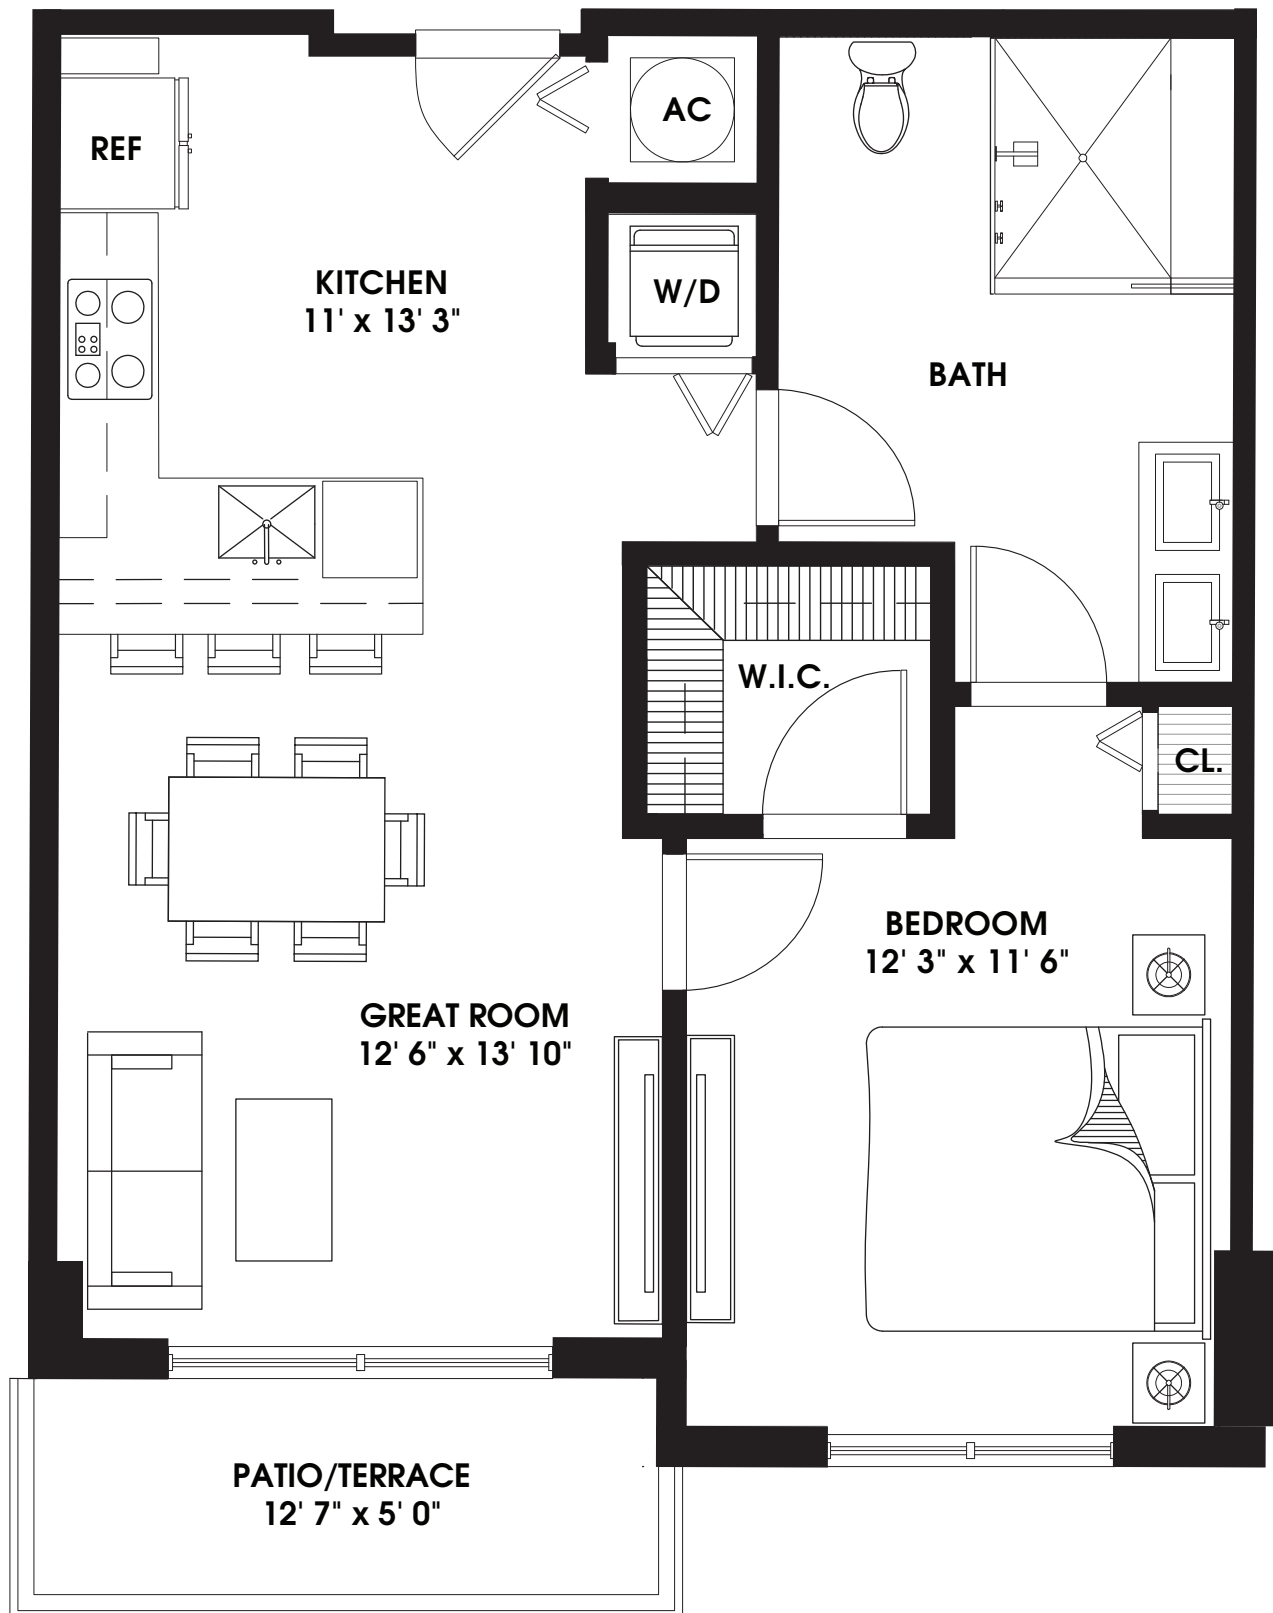 AC
REF
KITCHEN
11' x 13' 3"
W/D
BATH
W.I.C.
CL.
BEDROOM
12' 3" x 11' 6"
GREAT ROOM
12' 6" x 13' 10"
PATIO/TERRACE
12' 7" x 5' 0"